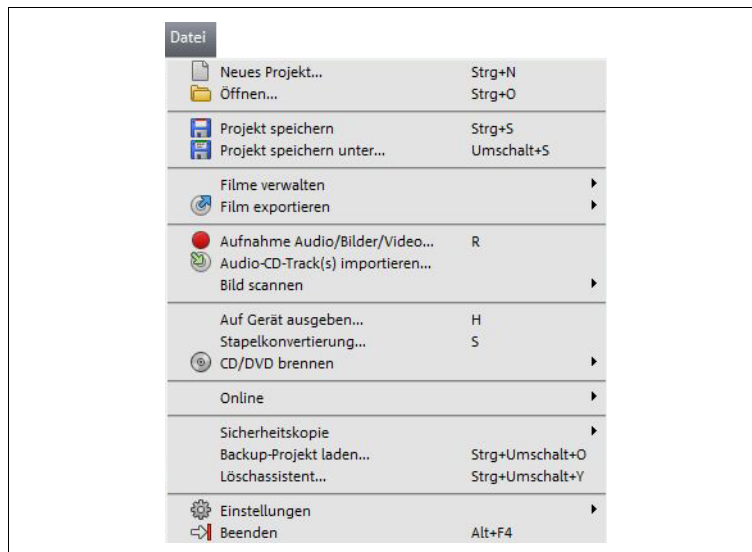 Datei
Neues Projekt... Strg+N
Öffnen... Strg+O
Projekt speichern Strg+S
Projekt speichern unter... Umschalt+S
Filme verwalten
Film exportieren
Aufnahme Audio/Bilder/Video... R
Audio-CD-Track(s) importieren...
Bild scannen
Auf Gerät ausgeben... H
Stapelkonvertierung... S
CD/DVD brennen
Online
Sicherheitskopie
Backup-Projekt laden... Strg+Umschalt+O
Löschassistent... Strg+Umschalt+Y
Einstellungen
Beenden Alt+F4